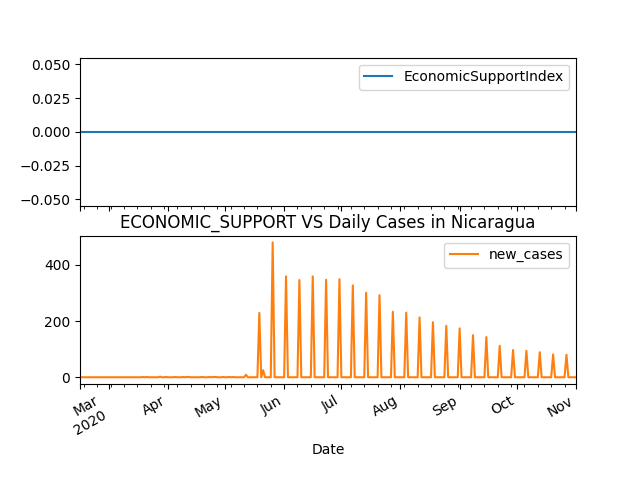 0.050
0.025
0.000
−0.025
−0.050
EconomicSupportIndex
ECONOMIC_SUPPORT VS Daily Cases in Nicaragua
400
200
0
new_cases
Mar
2020
Apr
May
Jun
Jul
Aug
Sep
Oct
Nov
Date